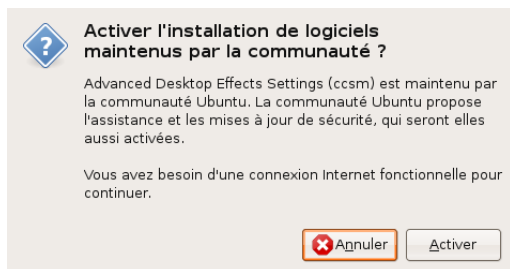 Activer l'installation de logiciels
maintenus par la communauté ?
Advanced Desktop Effects Settings (ccsm) est maintenu par
la communauté Ubuntu. La communauté Ubuntu propose
l'assistance et les mises à jour de sécurité, qui seront elles
aussi activées.
Vous avez besoin d'une connexion Internet fonctionnelle pour
continuer.
Annuler Activer